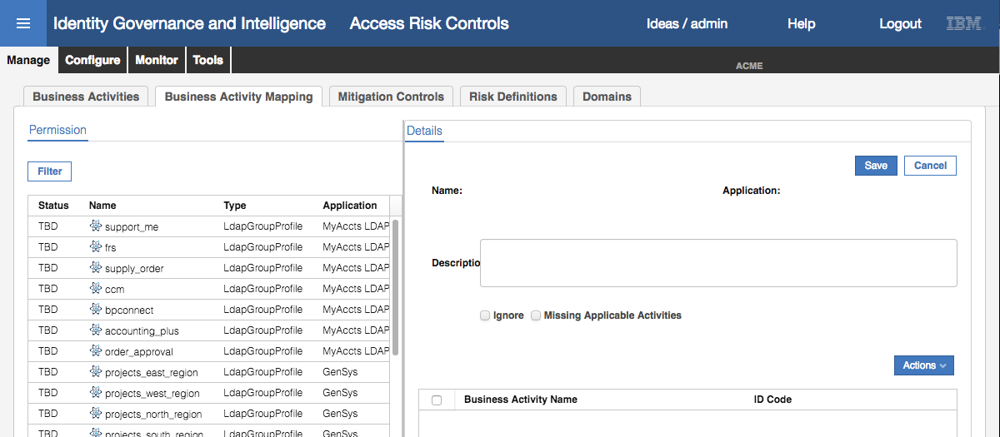 Identity Governance and Intelligence Access Risk Controls Ideas / admin Help Logout IBM
Manage Configure Monitor Tools ACME
Business Activities Business Activity Mapping Mitigation Controls Risk Definitions Domains
Permission
Filter
Status Name Type Application
TBD support_me LdapGroupProfile MyAccts LDAP
TBD frs LdapGroupProfile MyAccts LDAP
TBD supply_order LdapGroupProfile MyAccts LDAP
TBD ccm LdapGroupProfile MyAccts LDAP
TBD bpconnect LdapGroupProfile MyAccts LDAP
TBD accounting_plus LdapGroupProfile MyAccts LDAP
TBD order_approval LdapGroupProfile MyAccts LDAP
TBD projects_east_region LdapGroupProfile GenSys
TBD projects_west_region LdapGroupProfile GenSys
TBD projects_north_region LdapGroupProfile GenSys
TBD projects_south_region LdapGroupProfile GenSys
Details
Save Cancel
Name: Application:
Descriptio
Ignore Missing Applicable Activities
Actions
Business Activity Name ID Code